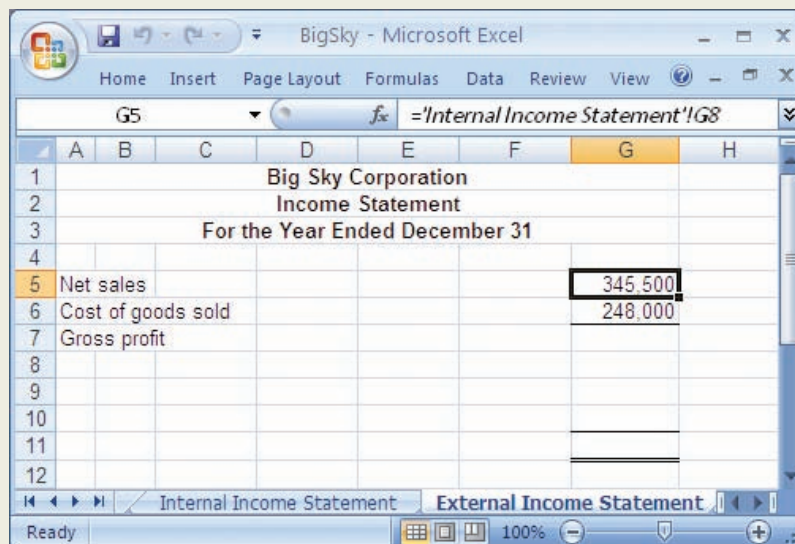 BigSky - Microsoft Excel
Home Insert Page Layout Formulas Data Review View
G5 fx ='Internal Income Statement'!G8
A B C D E F G H
1 Big Sky Corporation
2 Income Statement
3 For the Year Ended December 31
4
5 Net sales 345,500
6 Cost of goods sold 248,000
7 Gross profit
8
9
10
11
12
Internal Income Statement External Income Statement
Ready 100%